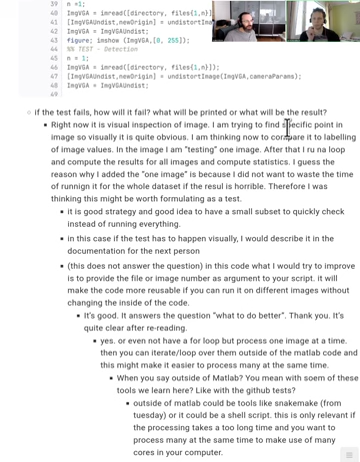 39 n =1;
40 ImgVGA = imread([directory, files{1,n}]
41 [ImgVGAUndist,newOrigin] = undistortIma
42 ImgVGA = ImgVGAUndist;
43 figure; imshow (ImgVGA,[0, 255]);
44 %% TEST - Detection
45 n = 1;
46 ImgVGA = imread([directory, files{1,n}]);
47 [ImgVGAUndist,newOrigin] = undistortImage(ImgVGA,cameraParams);
48 ImgVGA = ImgVGAUndist;
49
if the test fails, how will it fail? what will be printed or what will be the result?
Right now it is visual inspection of image. I am trying to find specific point in
image so visually it is quite obvious. I am thinking now to compare it to labelling
of image values. In the image I am "testing" one image. After that I ru na loop
and compute the results for all images and compute statistics. I guess the
reason why I added the "one image" is because I did not want to waste the time
of runnign it for the whole dataset if the resul is horrible. Therefore I was
thinking this might be worth formulating as a test.
it is good strategy and good idea to have a small subset to quickly check
instead of running everything.
in this case if the test has to happen visually, I would describe it in the
documentation for the next person
(this does not answer the question) in this code what I would try to improve
is to provide the file or image number as argument to your script. it will
make the code more reusable if you can run it on different images without
changing the inside of the code.
It's good. It answers the question "what to do better". Thank you. It's
quite clear after re-reading.
yes. or even not have a for loop but process one image at a time.
then you can iterate/loop over them outside of the matlab code and
this might make it easier to process many at the same time.
When you say outside of Matlab? You mean with soem of these
tools we learn here? Like with the github tests?
outside of matlab could be tools like snakemake (from
tuesday) or it could be a shell script. this is only relevant if
the processing takes a too long time and you want to
process many at the same time to make use of many
cores in your computer.